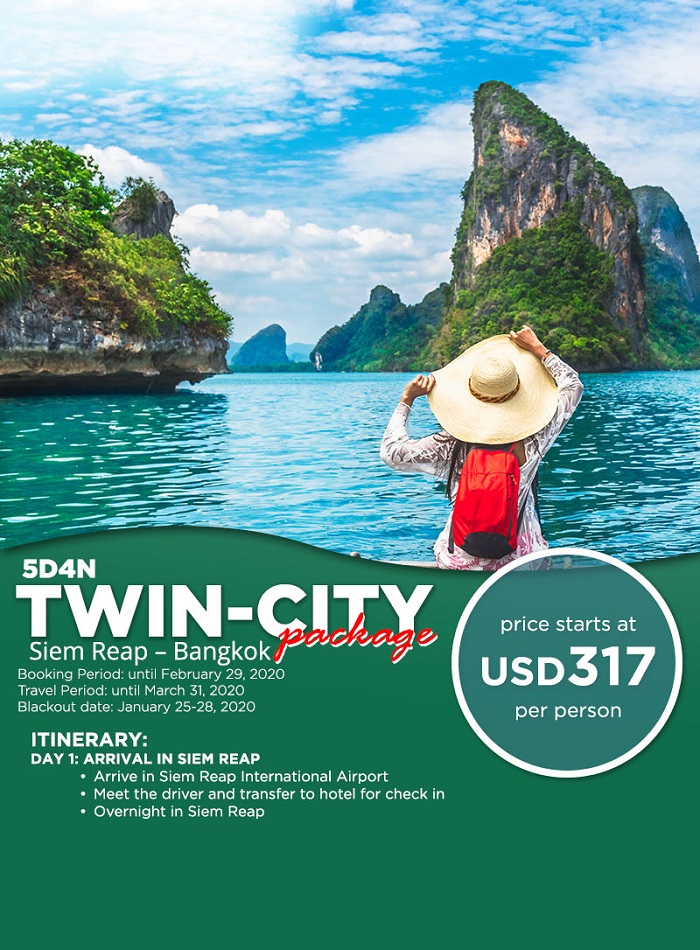 5D4N
TWIN-CITY
package
Siem Reap – Bangkok
Booking Period: until February 29, 2020
Travel Period: until March 31, 2020
Blackout date: January 25-28, 2020
price starts at
USD317
per person
ITINERARY:
DAY 1: ARRIVAL IN SIEM REAP
• Arrive in Siem Reap International Airport
• Meet the driver and transfer to hotel for check in
• Overnight in Siem Reap